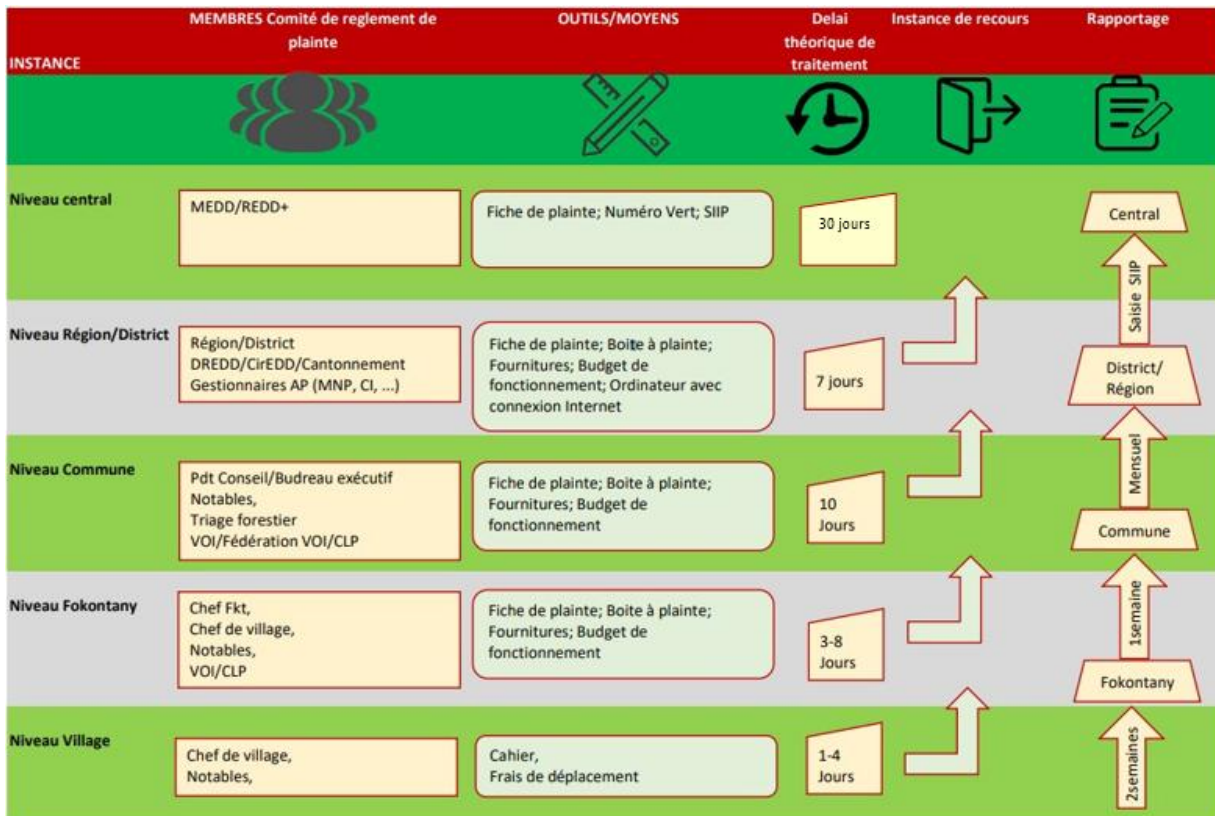 INSTANCE
MEMBRES Comité de reglement de
plainte
OUTILS/MOYENS
Delai
théorique de
traitement
Instance de recours
Rapportage
Niveau central
MEDD/REDD+
Fiche de plainte; Numéro Vert; SIIP
30 jours
Central
Saisie SIIP
Niveau Région/District
Région/District
DREDD/CirEDD/Cantonnement
Gestionnaires AP (MNP, CI, ...)
Fiche de plainte; Boite à plainte;
Fournitures; Budget de
fonctionnement; Ordinateur avec
connexion Internet
7 jours
District/
Région
Mensuel
Niveau Commune
Pdt Conseil/Budreau exécutif
Notables,
Triage forestier
VOI/Fédération VOI/CLP
Fiche de plainte; Boite à plainte;
Fournitures; Budget de
fonctionnement
10
Jours
Commune
1semaine
Niveau Fokontany
Chef Fkt,
Chef de village,
Notables,
VOI/CLP
Fiche de plainte; Boite à plainte;
Fournitures; Budget de
fonctionnement
3-8
Jours
Fokontany
2semaines
Niveau Village
Chef de village,
Notables,
Cahier,
Frais de déplacement
1-4
Jours